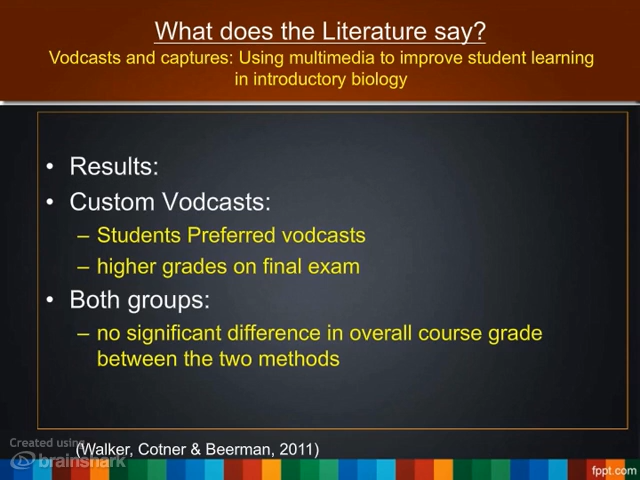 What does the Literature say?
Vodcasts and captures: Using multimedia to improve student learning
in introductory biology
• Results:
• Custom Vodcasts:
– Students Preferred vodcasts
– higher grades on final exam
• Both groups:
– no significant difference in overall course grade
between the two methods
Created using
brainshark
(Walker, Cotner & Beerman, 2011)
fppt.com